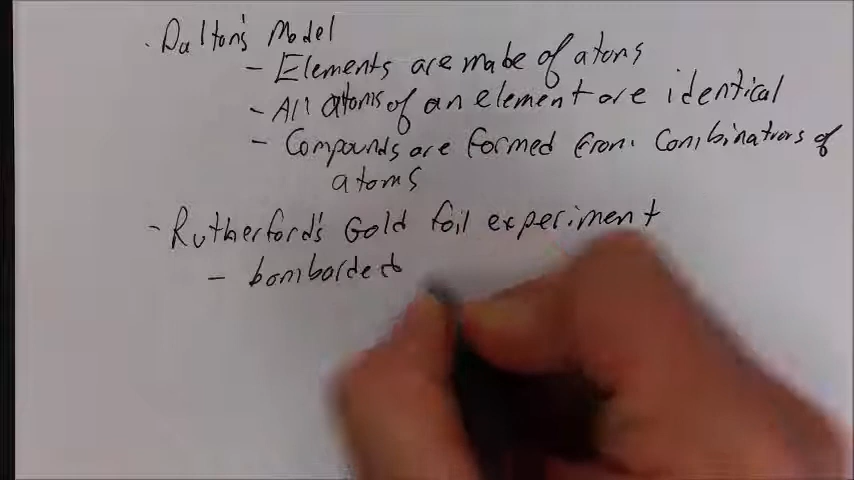 · Dalton's Model
- Elements are made of atoms
- All atoms of an element are identical
- Compounds are formed from combinations of
atoms
- Rutherford's Gold foil experiment
- bombarded